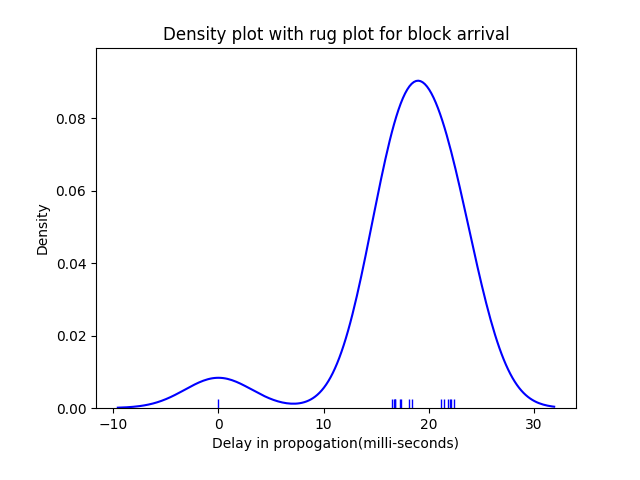 Density plot with rug plot for block arrival
Density
0.08
0.06
0.04
0.02
0.00
−10 0 10 20 30
Delay in propogation(milli-seconds)